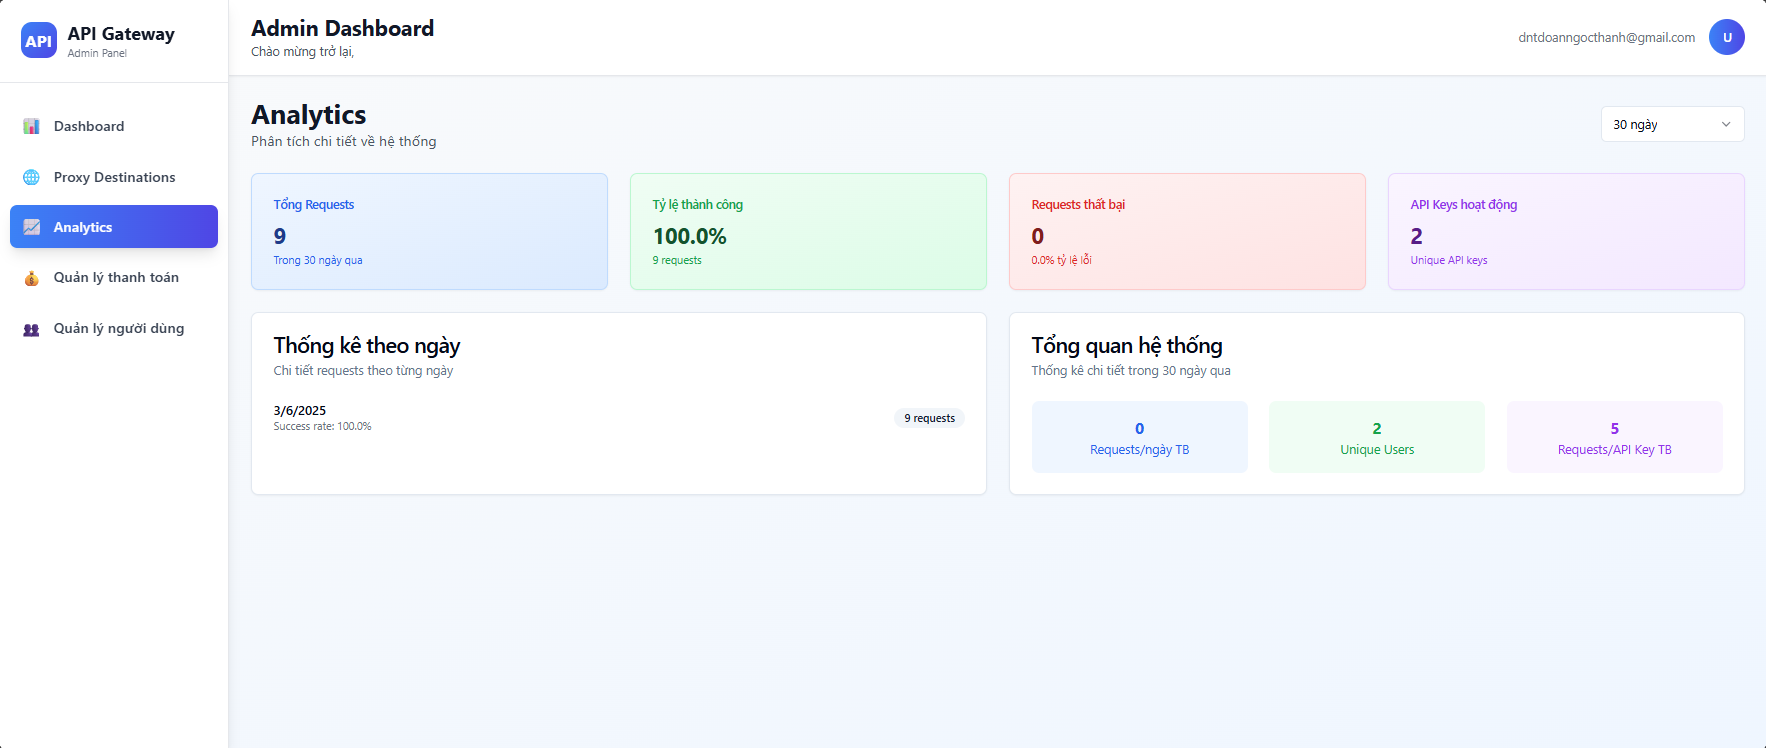 API
API Gateway
Admin Panel
Dashboard
Proxy Destinations
Analytics
Quản lý thanh toán
Quản lý người dùng
Admin Dashboard
Chào mừng trở lại,
dntdoanngocthanh@gmail.com
U
Analytics
Phân tích chi tiết về hệ thống
30 ngày
Tổng Requests
9
Trong 30 ngày qua
Tỷ lệ thành công
100.0%
9 requests
Requests thất bại
0
0.0% tỷ lệ lỗi
API Keys hoạt động
2
Unique API keys
Thống kê theo ngày
Chi tiết requests theo từng ngày
3/6/2025
Success rate: 100.0%
9 requests
Tổng quan hệ thống
Thống kê chi tiết trong 30 ngày qua
0
Requests/ngày TB
2
Unique Users
5
Requests/API Key TB